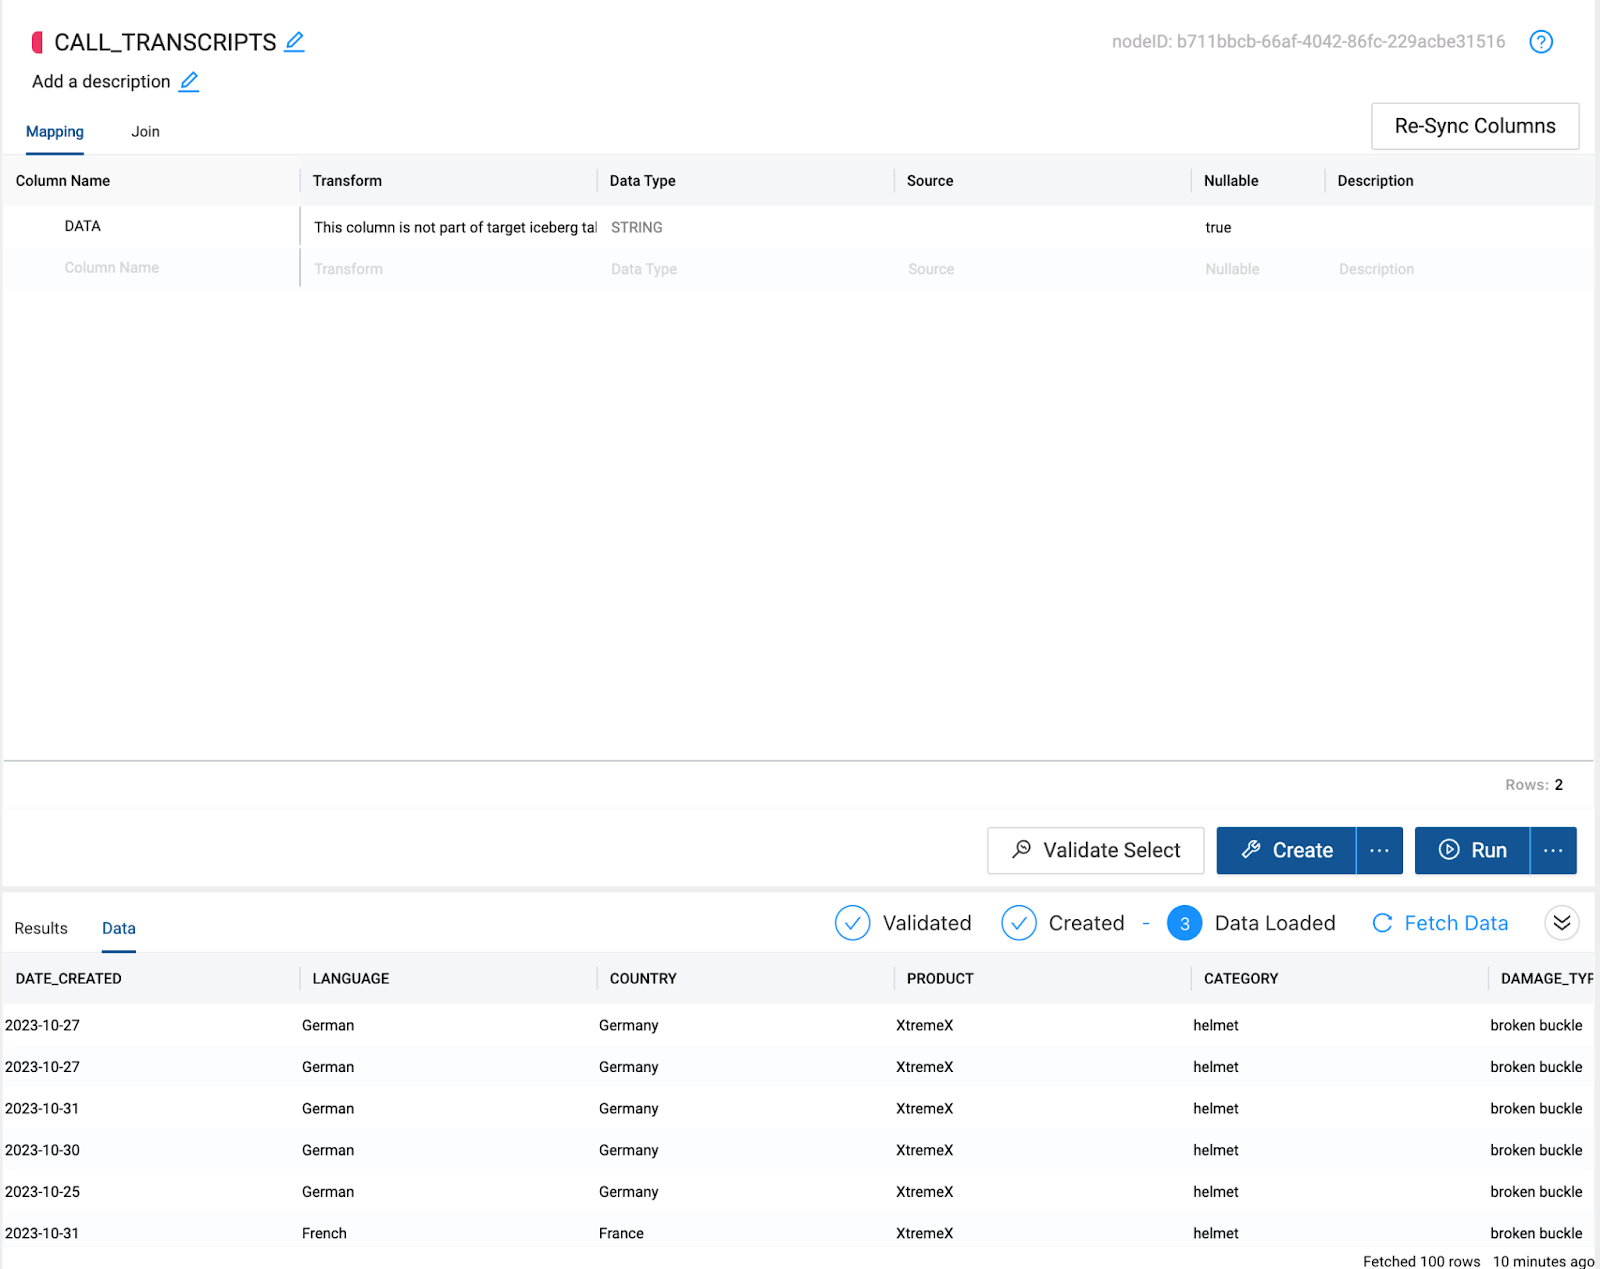 CALL_TRANSCRIPTS
nodeID: b711bbcb-66af-4042-86fc-229acbe31516
Add a description
Mapping Join
Re-Sync Columns
Column Name Transform Data Type Source Nullable Description
DATA This column is not part of target iceberg tal STRING true
Column Name Transform Data Type Source Nullable Description
Rows: 2
Validate Select Create ... Run ...
Results Data Validated Created - 3 Data Loaded Fetch Data
DATE_CREATED LANGUAGE COUNTRY PRODUCT CATEGORY DAMAGE_TYP
2023-10-27 German Germany XtremeX helmet broken buckle
2023-10-27 German Germany XtremeX helmet broken buckle
2023-10-31 German Germany XtremeX helmet broken buckle
2023-10-30 German Germany XtremeX helmet broken buckle
2023-10-25 German Germany XtremeX helmet broken buckle
2023-10-31 French France XtremeX helmet broken buckle
Fetched 100 rows 10 minutes ago